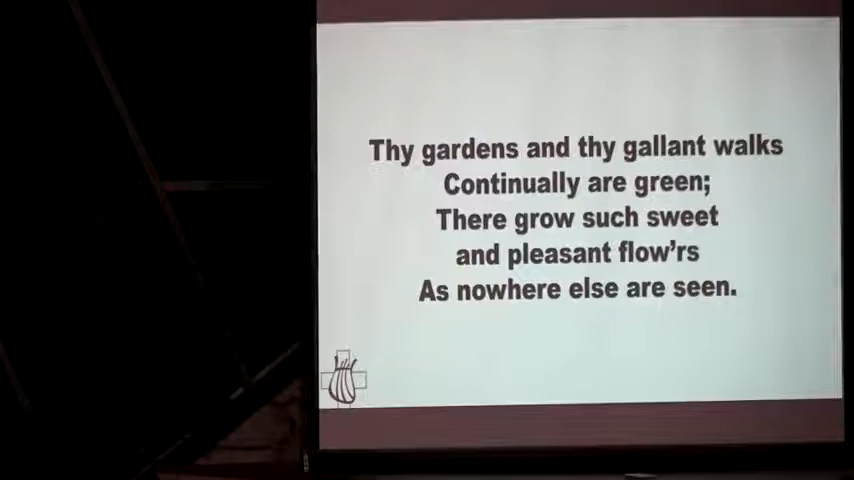 Thy gardens and thy gallant walks
Continually are green;
There grow such sweet
and pleasant flow'rs
As nowhere else are seen.